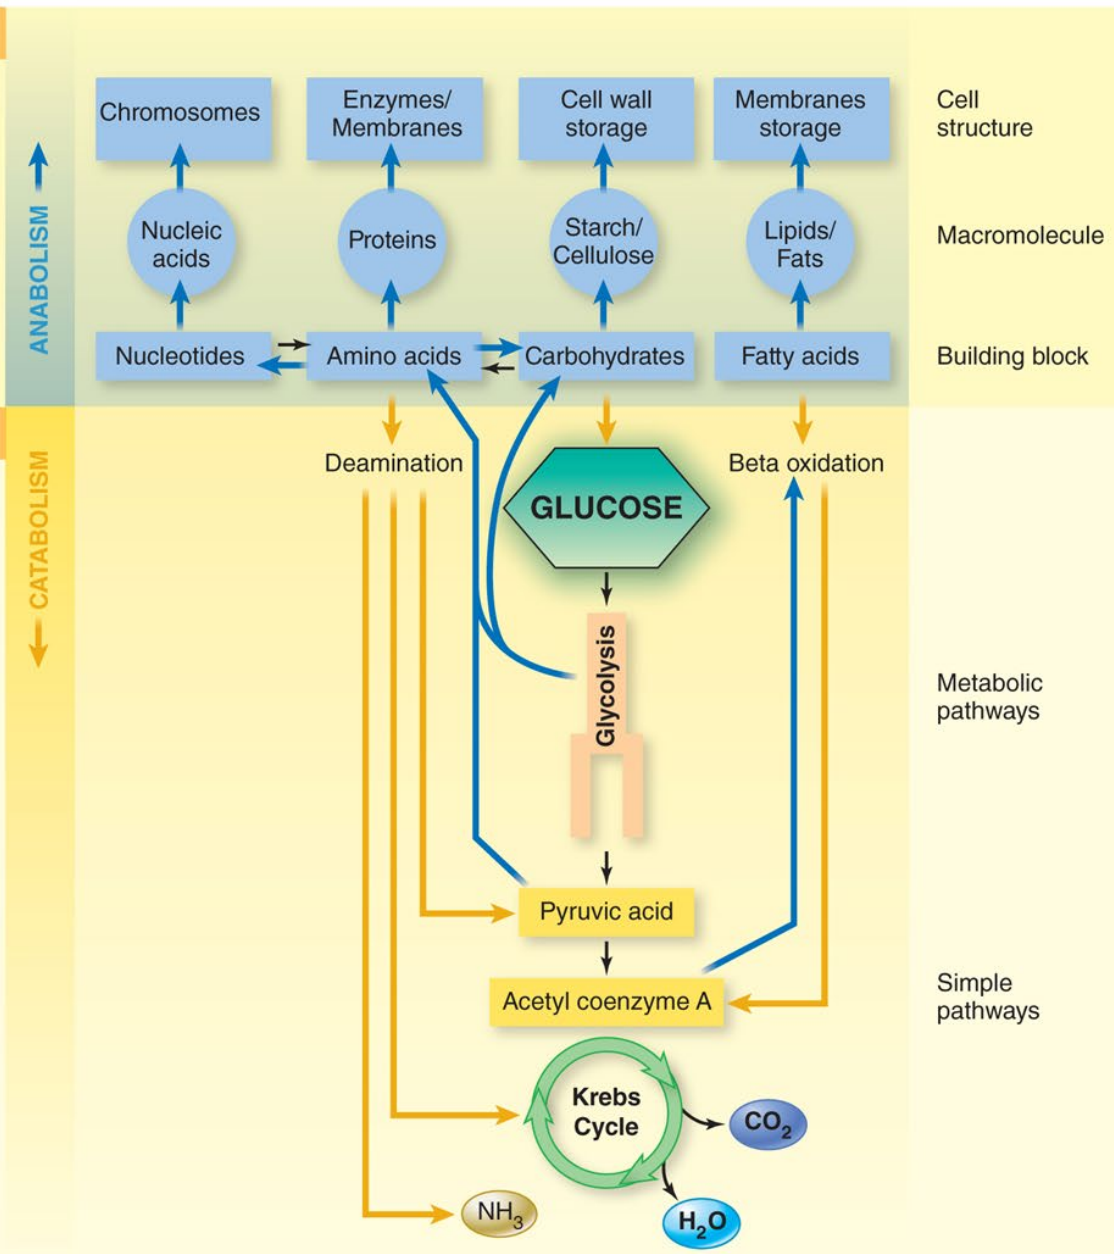 Chromosomes
Enzymes/
Membranes
Cell wall
storage
Membranes
storage
Cell
structure
ANABOLISM
Nucleic
acids
Proteins
Starch/
Cellulose
Lipids/
Fats
Macromolecule
Nucleotides
Amino acids
Carbohydrates
Fatty acids
Building block
CATABOLISM
Deamination
GLUCOSE
Beta oxidation
Glycolysis
Metabolic
pathways
Pyruvic acid
Acetyl coenzyme A
Simple
pathways
Krebs
Cycle
CO₂
NH₃
H₂O